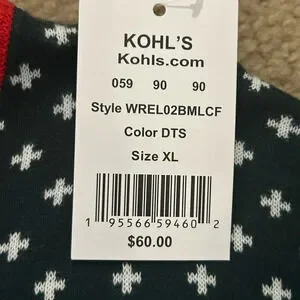 KOHL'S
Kohls.com
059 90 90
Style WREL02BMLCF
Color DTS
Size XL
1 95566 59460 2
$60.00